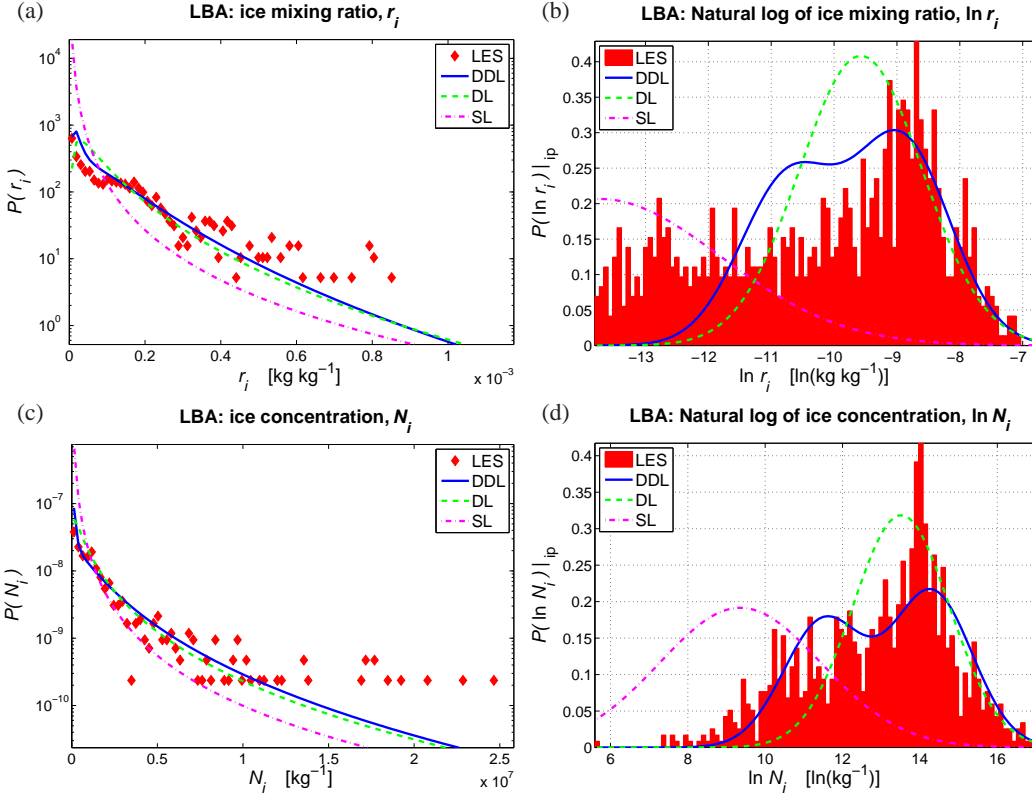 (a)
LBA: ice mixing ratio, r_i
LES
DDL
DL
SL
P( r_i )
10^4
10^3
10^2
10^1
10^0
0 0.2 0.4 0.6 0.8 1
x 10^-3
r_i [kg kg^-1]
(b)
LBA: Natural log of ice mixing ratio, ln r_i
LES
DDL
DL
SL
P( ln r_i ) |_ip
0.4
0.35
0.3
0.25
0.2
0.15
0.1
0.05
0
-13 -12 -11 -10 -9 -8 -7
ln r_i [ln(kg kg^-1)]
(c)
LBA: ice concentration, N_i
LES
DDL
DL
SL
P( N_i )
10^-7
10^-8
10^-9
10^-10
0 0.5 1 1.5 2 2.5
x 10^7
N_i [kg^-1]
(d)
LBA: Natural log of ice concentration, ln N_i
LES
DDL
DL
SL
P( ln N_i ) |_ip
0.4
0.35
0.3
0.25
0.2
0.15
0.1
0.05
0
6 8 10 12 14 16
ln N_i [ln(kg^-1)]